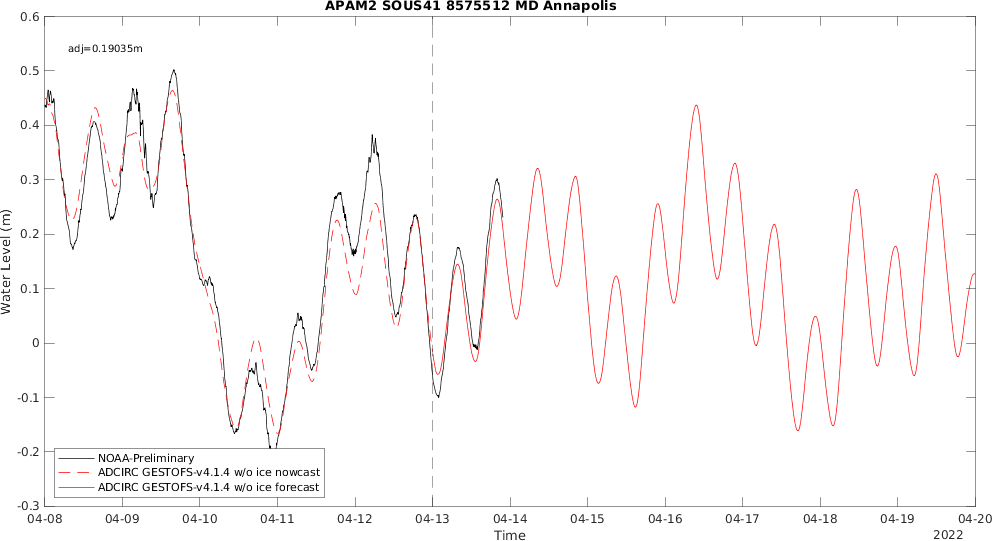 APAM2 SOUS41 8575512 MD Annapolis
adj=0.19035m
Water Level (m)
0.6
0.5
0.4
0.3
0.2
0.1
0
-0.1
-0.2
-0.3
NOAA-Preliminary
ADCIRC GESTOFS-v4.1.4 w/o ice nowcast
ADCIRC GESTOFS-v4.1.4 w/o ice forecast
04-08 04-09 04-10 04-11 04-12 04-13 04-14 04-15 04-16 04-17 04-18 04-19 04-20
Time
2022